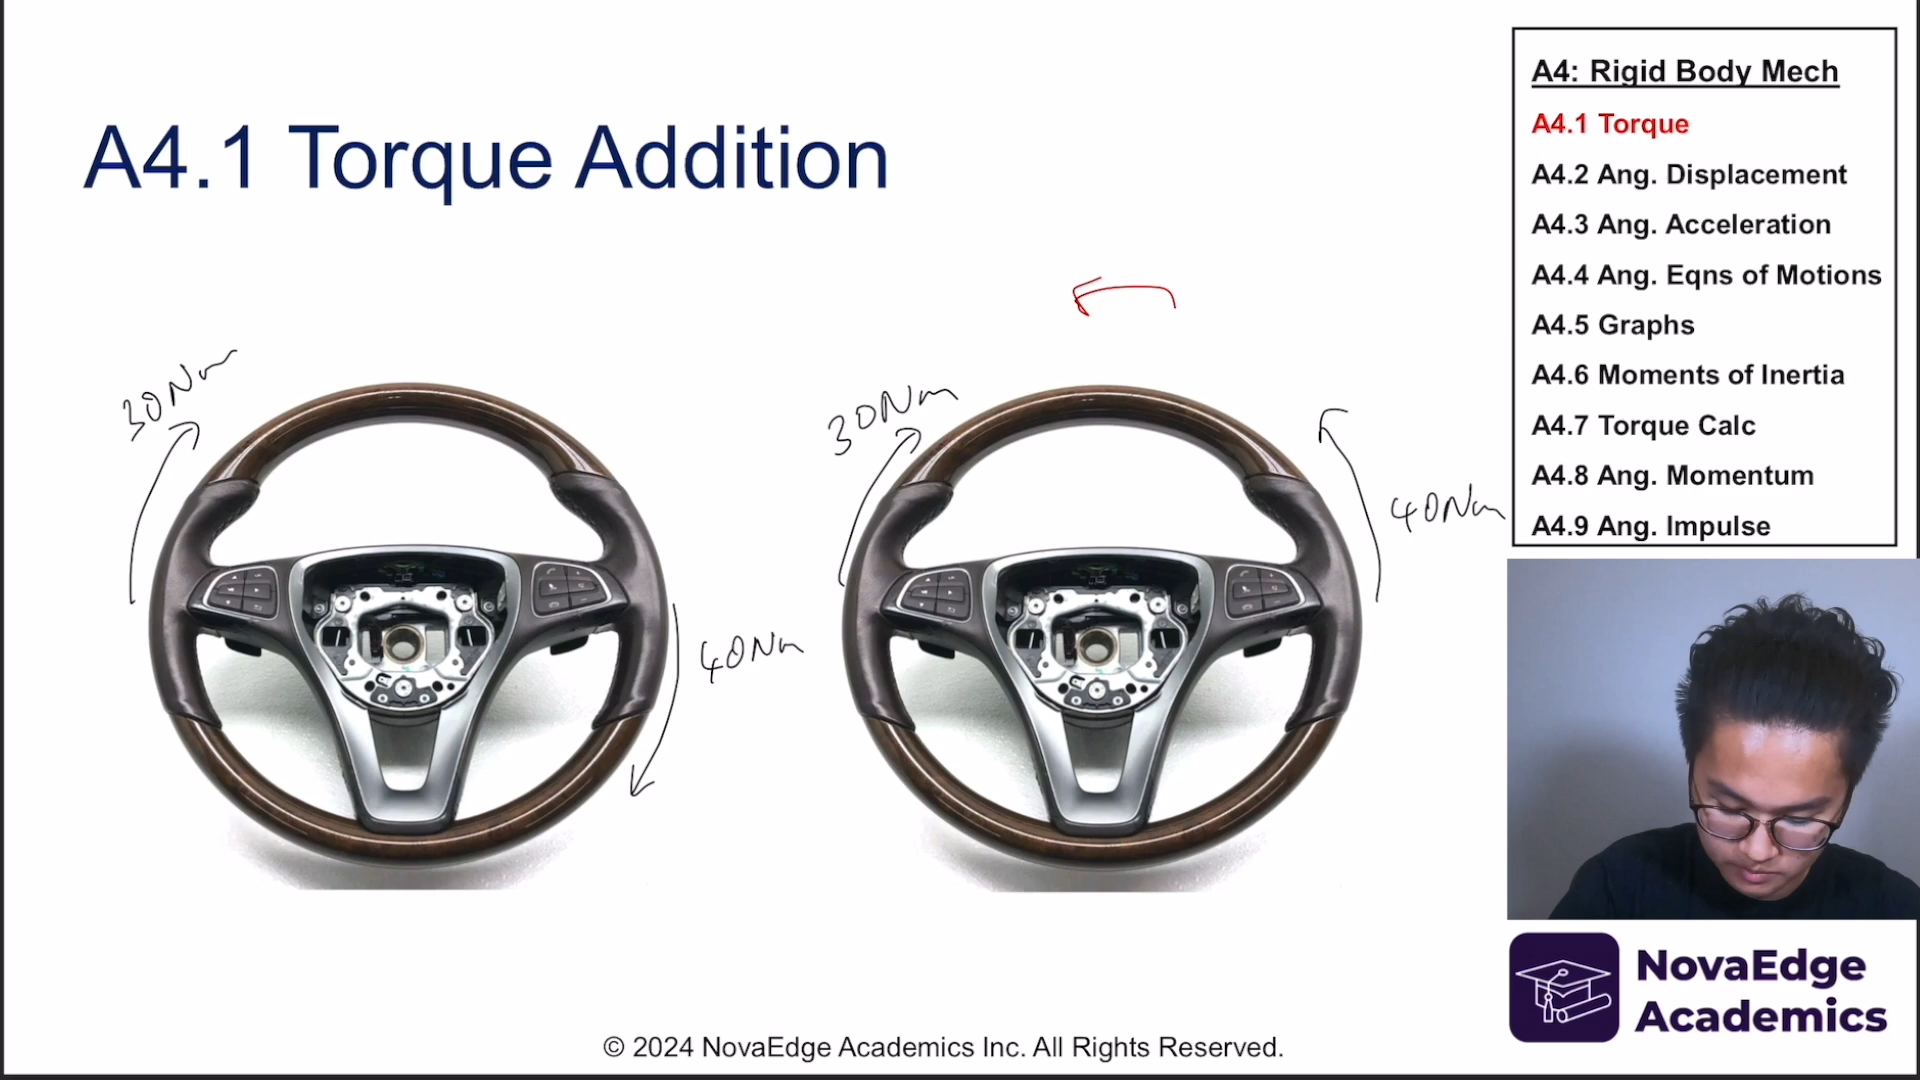 A4.1 Torque Addition
30Nm
40Nm
30Nm
40Nm
A4: Rigid Body Mech
A4.1 Torque
A4.2 Ang. Displacement
A4.3 Ang. Acceleration
A4.4 Ang. Eqns of Motions
A4.5 Graphs
A4.6 Moments of Inertia
A4.7 Torque Calc
A4.8 Ang. Momentum
A4.9 Ang. Impulse
NovaEdge
Academics
© 2024 NovaEdge Academics Inc. All Rights Reserved.